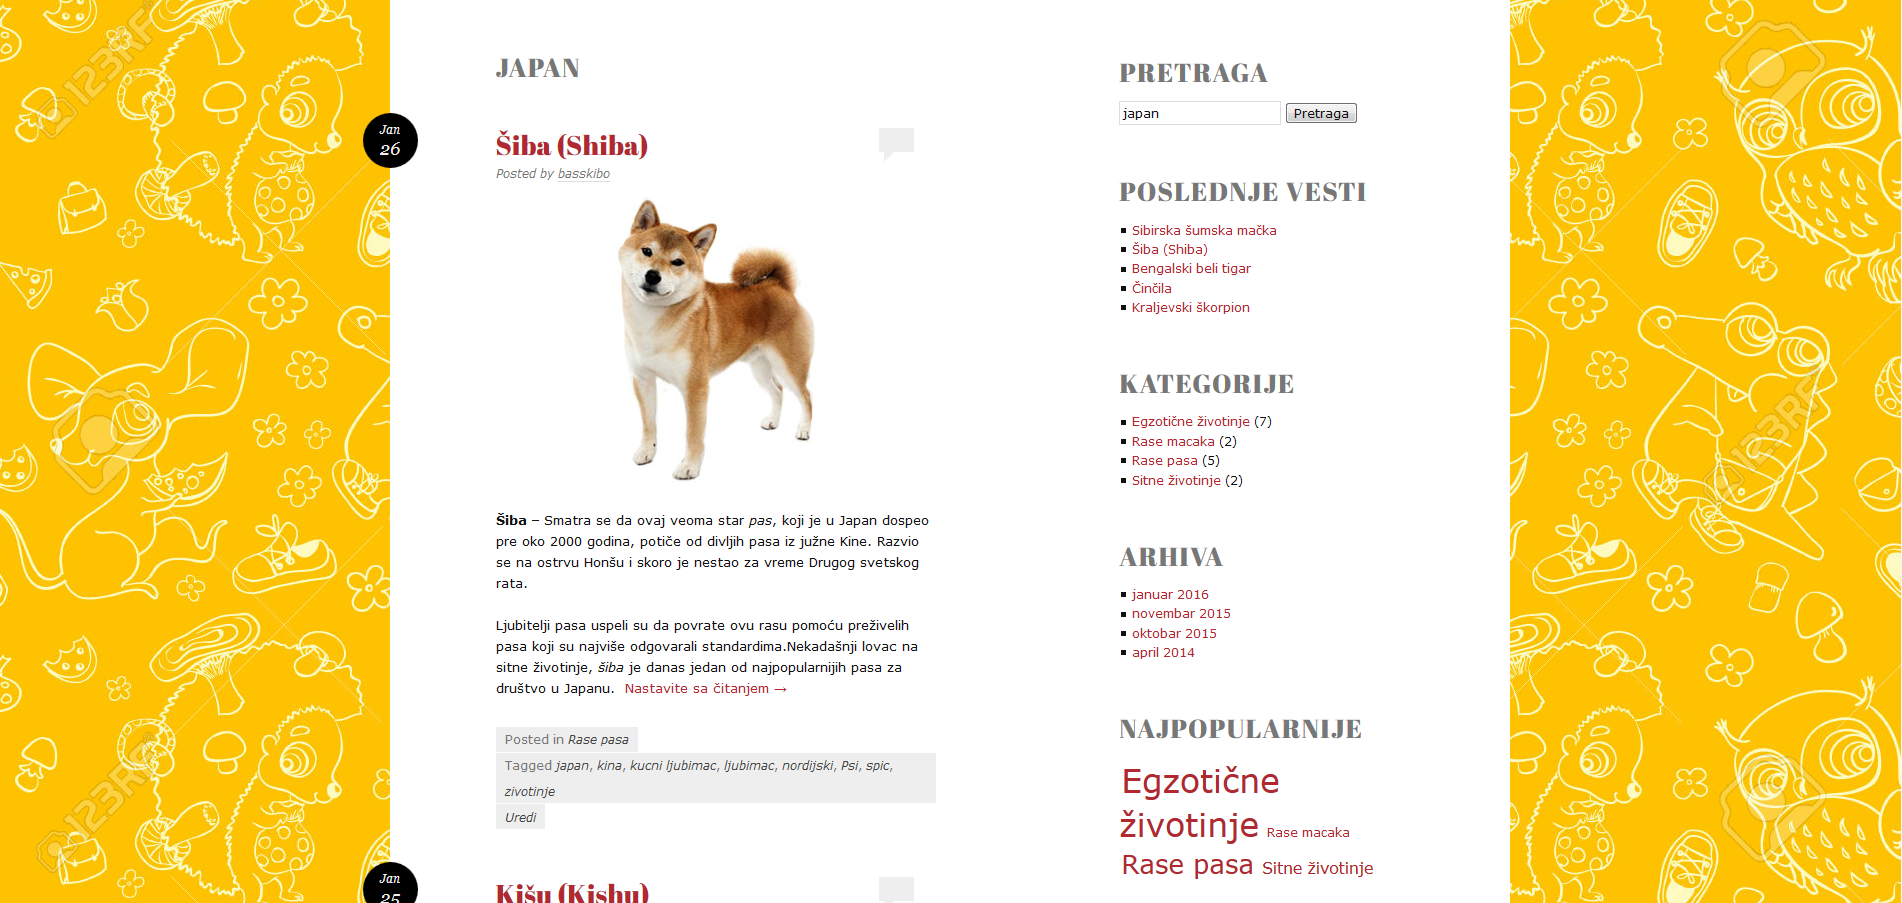 JAPAN
Jan
26
Šiba (Shiba)
Posted by basskibo
Šiba – Smatra se da ovaj veoma star pas, koji je u Japan dospeo
pre oko 2000 godina, potiče od divljih pasa iz južne Kine. Razvio
se na ostrvu Honšu i skoro je nestao za vreme Drugog svetskog
rata.
Ljubitelji pasa uspeli su da povrate ovu rasu pomoću preživelih
pasa koji su najviše odgovarali standardima.Nekadašnji lovac na
sitne životinje, šiba je danas jedan od najpopularnijih pasa za
društvo u Japanu. Nastavite sa čitanjem →
Posted in Rase pasa
Tagged japan, kina, kucni ljubimac, ljubimac, nordijski, Psi, spic,
zivotinje
Uredi
Jan
25
Kišu (Kishu)
PRETRAGA
japan Pretraga
POSLEDNJE VESTI
Sibirska šumska mačka
Šiba (Shiba)
Bengalski beli tigar
Činčila
Kraljevski škorpion
KATEGORIJE
Egzotične životinje (7)
Rase macaka (2)
Rase pasa (5)
Sitne životinje (2)
ARHIVA
januar 2016
novembar 2015
oktobar 2015
april 2014
NAJPOPULARNIJE
Egzotične
životinje Rase macaka
Rase pasa Sitne životinje
123RF
123RF
123RF
123RF